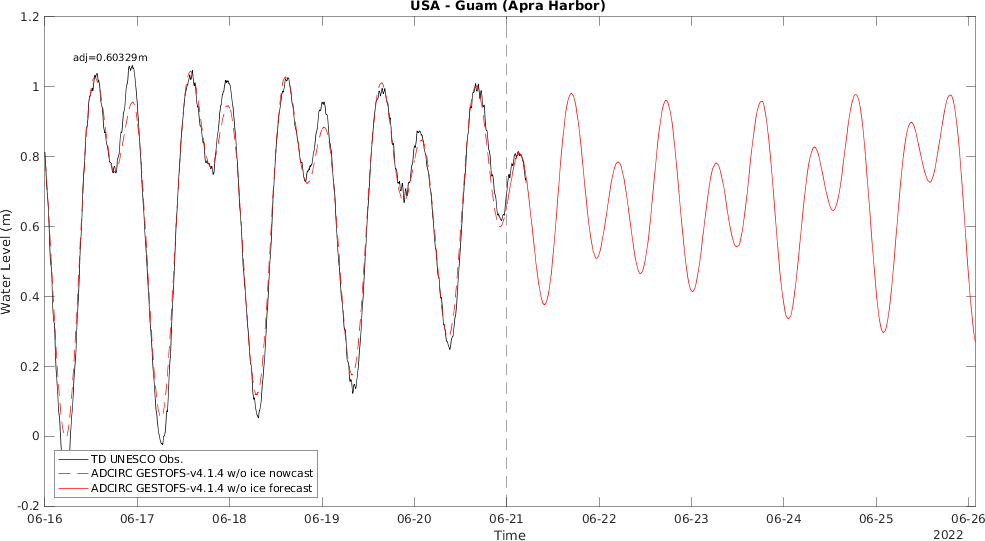 USA - Guam (Apra Harbor)
adj=0.60329m
Water Level (m)
1.2
1
0.8
0.6
0.4
0.2
0
-0.2
TD UNESCO Obs.
ADCIRC GESTOFS-v4.1.4 w/o ice nowcast
ADCIRC GESTOFS-v4.1.4 w/o ice forecast
06-16 06-17 06-18 06-19 06-20 06-21 06-22 06-23 06-24 06-25 06-26
Time
2022